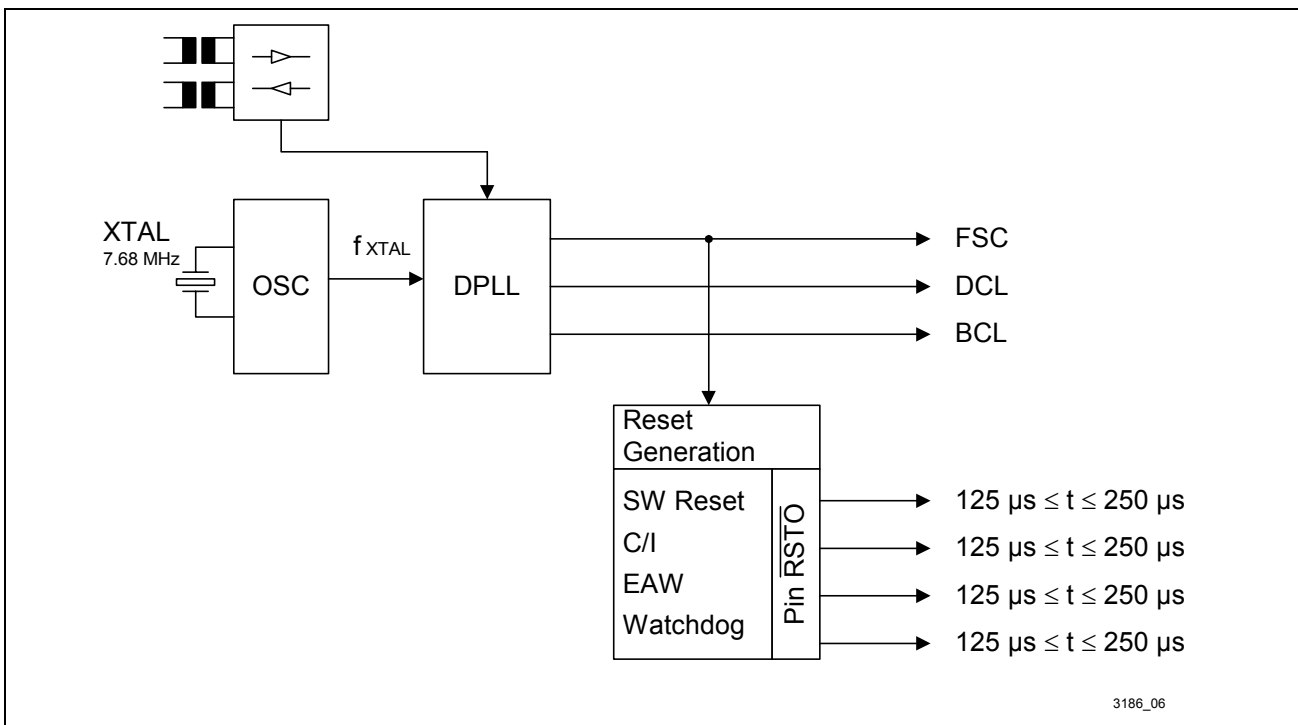 XTAL
7.68 MHz
OSC
f XTAL
DPLL
FSC
DCL
BCL
Reset
Generation
SW Reset
C/I
EAW
Watchdog
Pin RSTO
125 µs ≤ t ≤ 250 µs
125 µs ≤ t ≤ 250 µs
125 µs ≤ t ≤ 250 µs
125 µs ≤ t ≤ 250 µs
3186_06